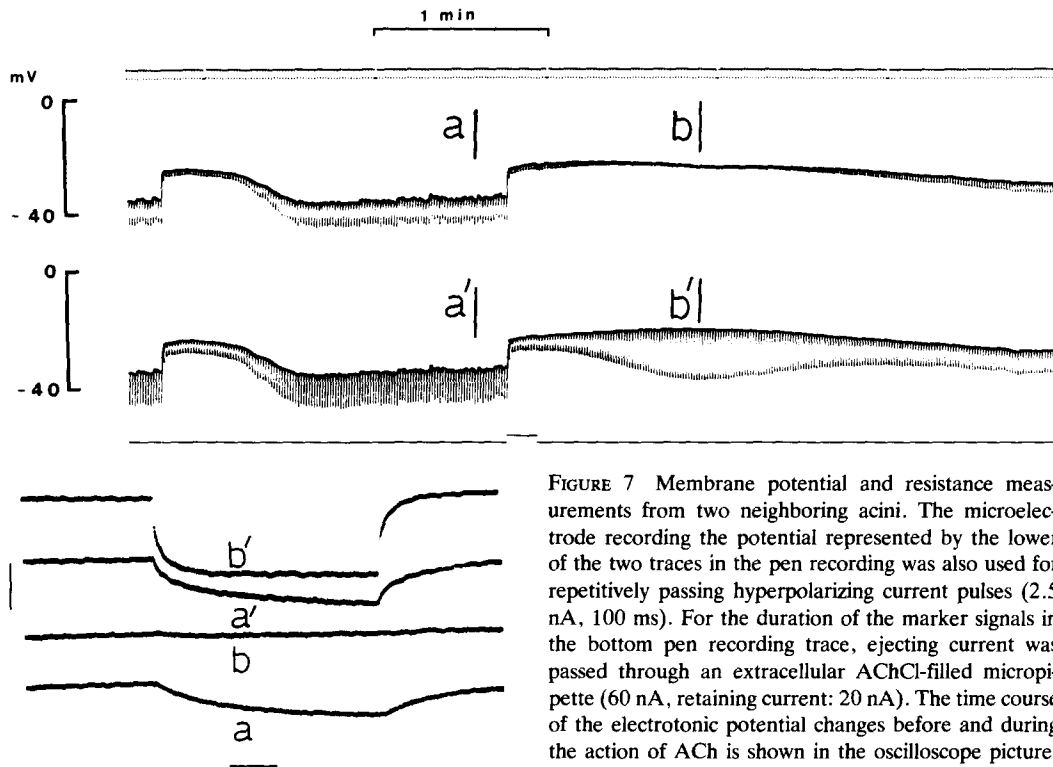 1 min
mV
0
a
b
- 40
0
a'
b'
- 40
b'
a'
b
a
FIGURE 7 Membrane potential and resistance meas-
urements from two neighboring acini. The microelec-
trode recording the potential represented by the lower
of the two traces in the pen recording was also used for
repetitively passing hyperpolarizing current pulses (2.5
nA, 100 ms). For the duration of the marker signals in
the bottom pen recording trace, ejecting current was
passed through an extracellular AChCl-filled micropi-
pette (60 nA, retaining current: 20 nA). The time course
of the electrotonic potential changes before and during
the action of ACh is shown in the oscilloscope picture.